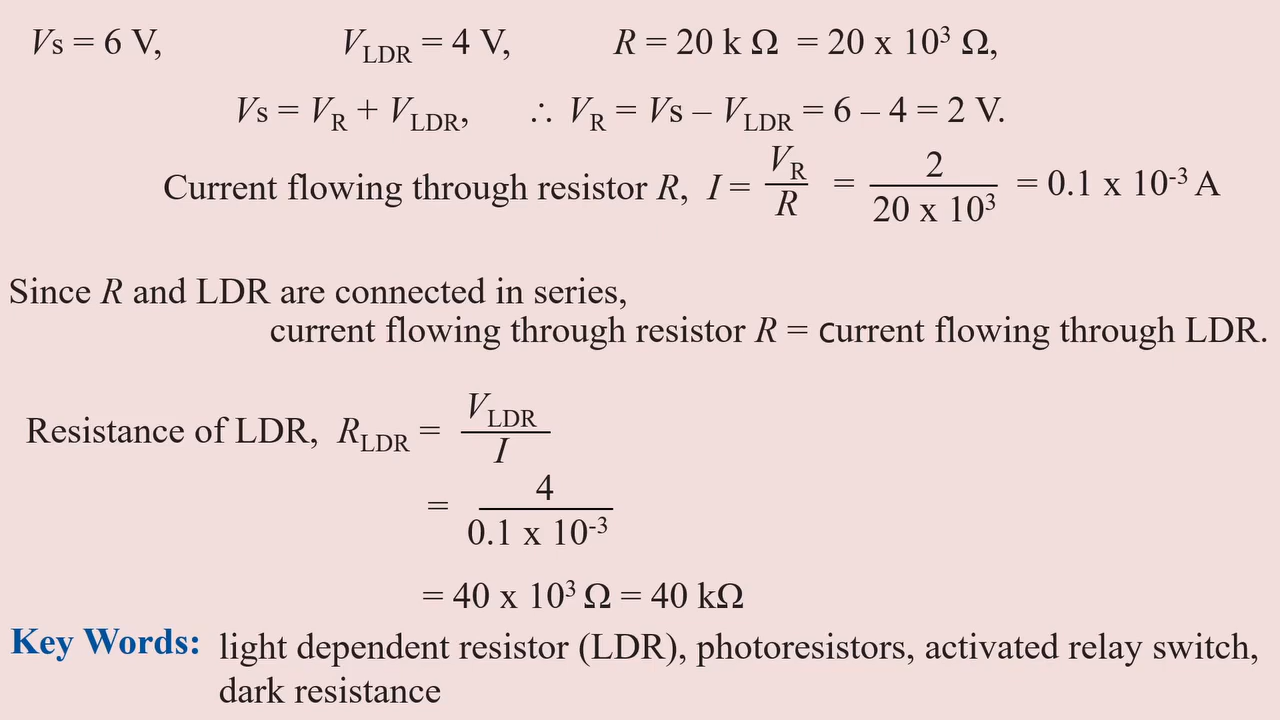 Vs = 6 V, V_LDR = 4 V, R = 20 k Ω = 20 x 10³ Ω,
Vs = V_R + V_LDR, ∴ V_R = Vs – V_LDR = 6 – 4 = 2 V.
Current flowing through resistor R, I = V_R / R = 2 / 20 x 10³ = 0.1 x 10⁻³ A
Since R and LDR are connected in series,
current flowing through resistor R = current flowing through LDR.
Resistance of LDR, R_LDR = V_LDR / I
= 4 / 0.1 x 10⁻³
= 40 x 10³ Ω = 40 kΩ
Key Words: light dependent resistor (LDR), photoresistors, activated relay switch,
dark resistance